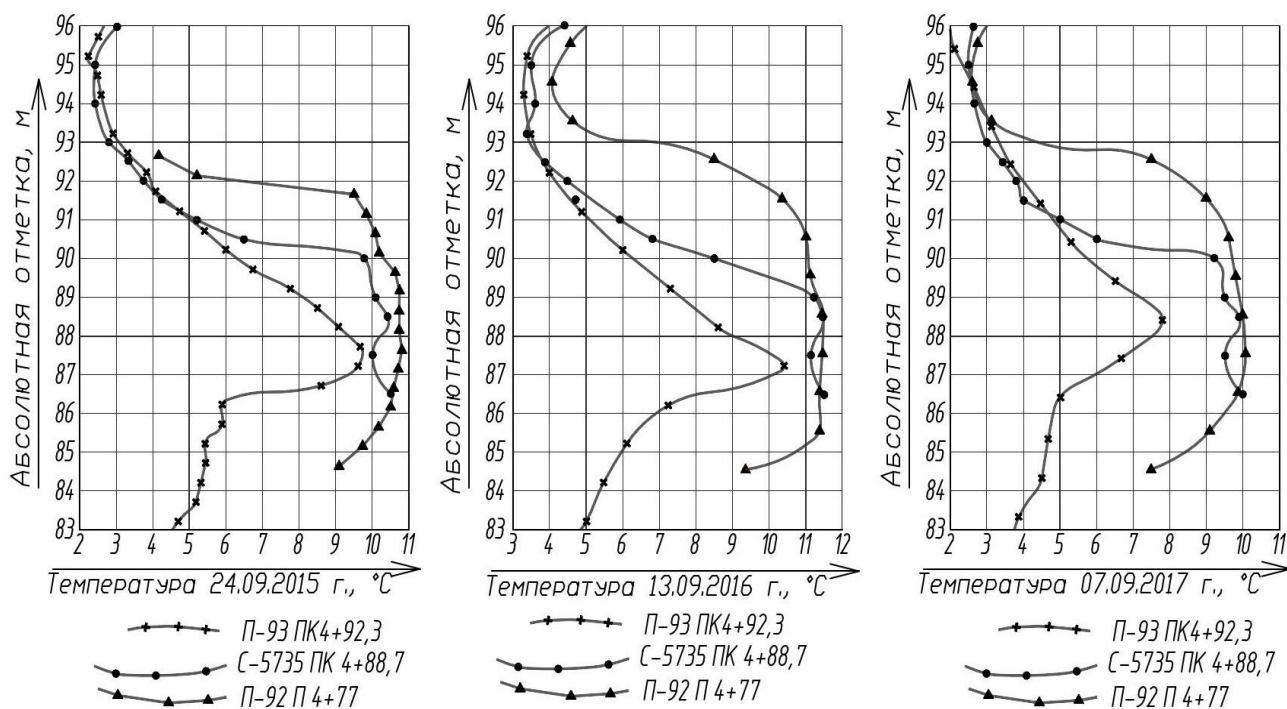 Абсолютная отметка, м
96
95
94
93
92
91
90
89
88
87
86
85
84
83
2 3 4 5 6 7 8 9 10 11
Температура 24.09.2015 г., °С
П-93 ПК4+92,3
С-5735 ПК 4+88,7
П-92 П 4+77
Абсолютная отметка, м
96
95
94
93
92
91
90
89
88
87
86
85
84
83
2 3 4 5 6 7 8 9 10 11 12
Температура 13.09.2016 г., °С
П-93 ПК4+92,3
С-5735 ПК 4+88,7
П-92 П 4+77
Абсолютная отметка, м
96
95
94
93
92
91
90
89
88
87
86
85
84
83
2 3 4 5 6 7 8 9 10 11
Температура 07.09.2017 г., °С
П-93 ПК4+92,3
С-5735 ПК 4+88,7
П-92 П 4+77